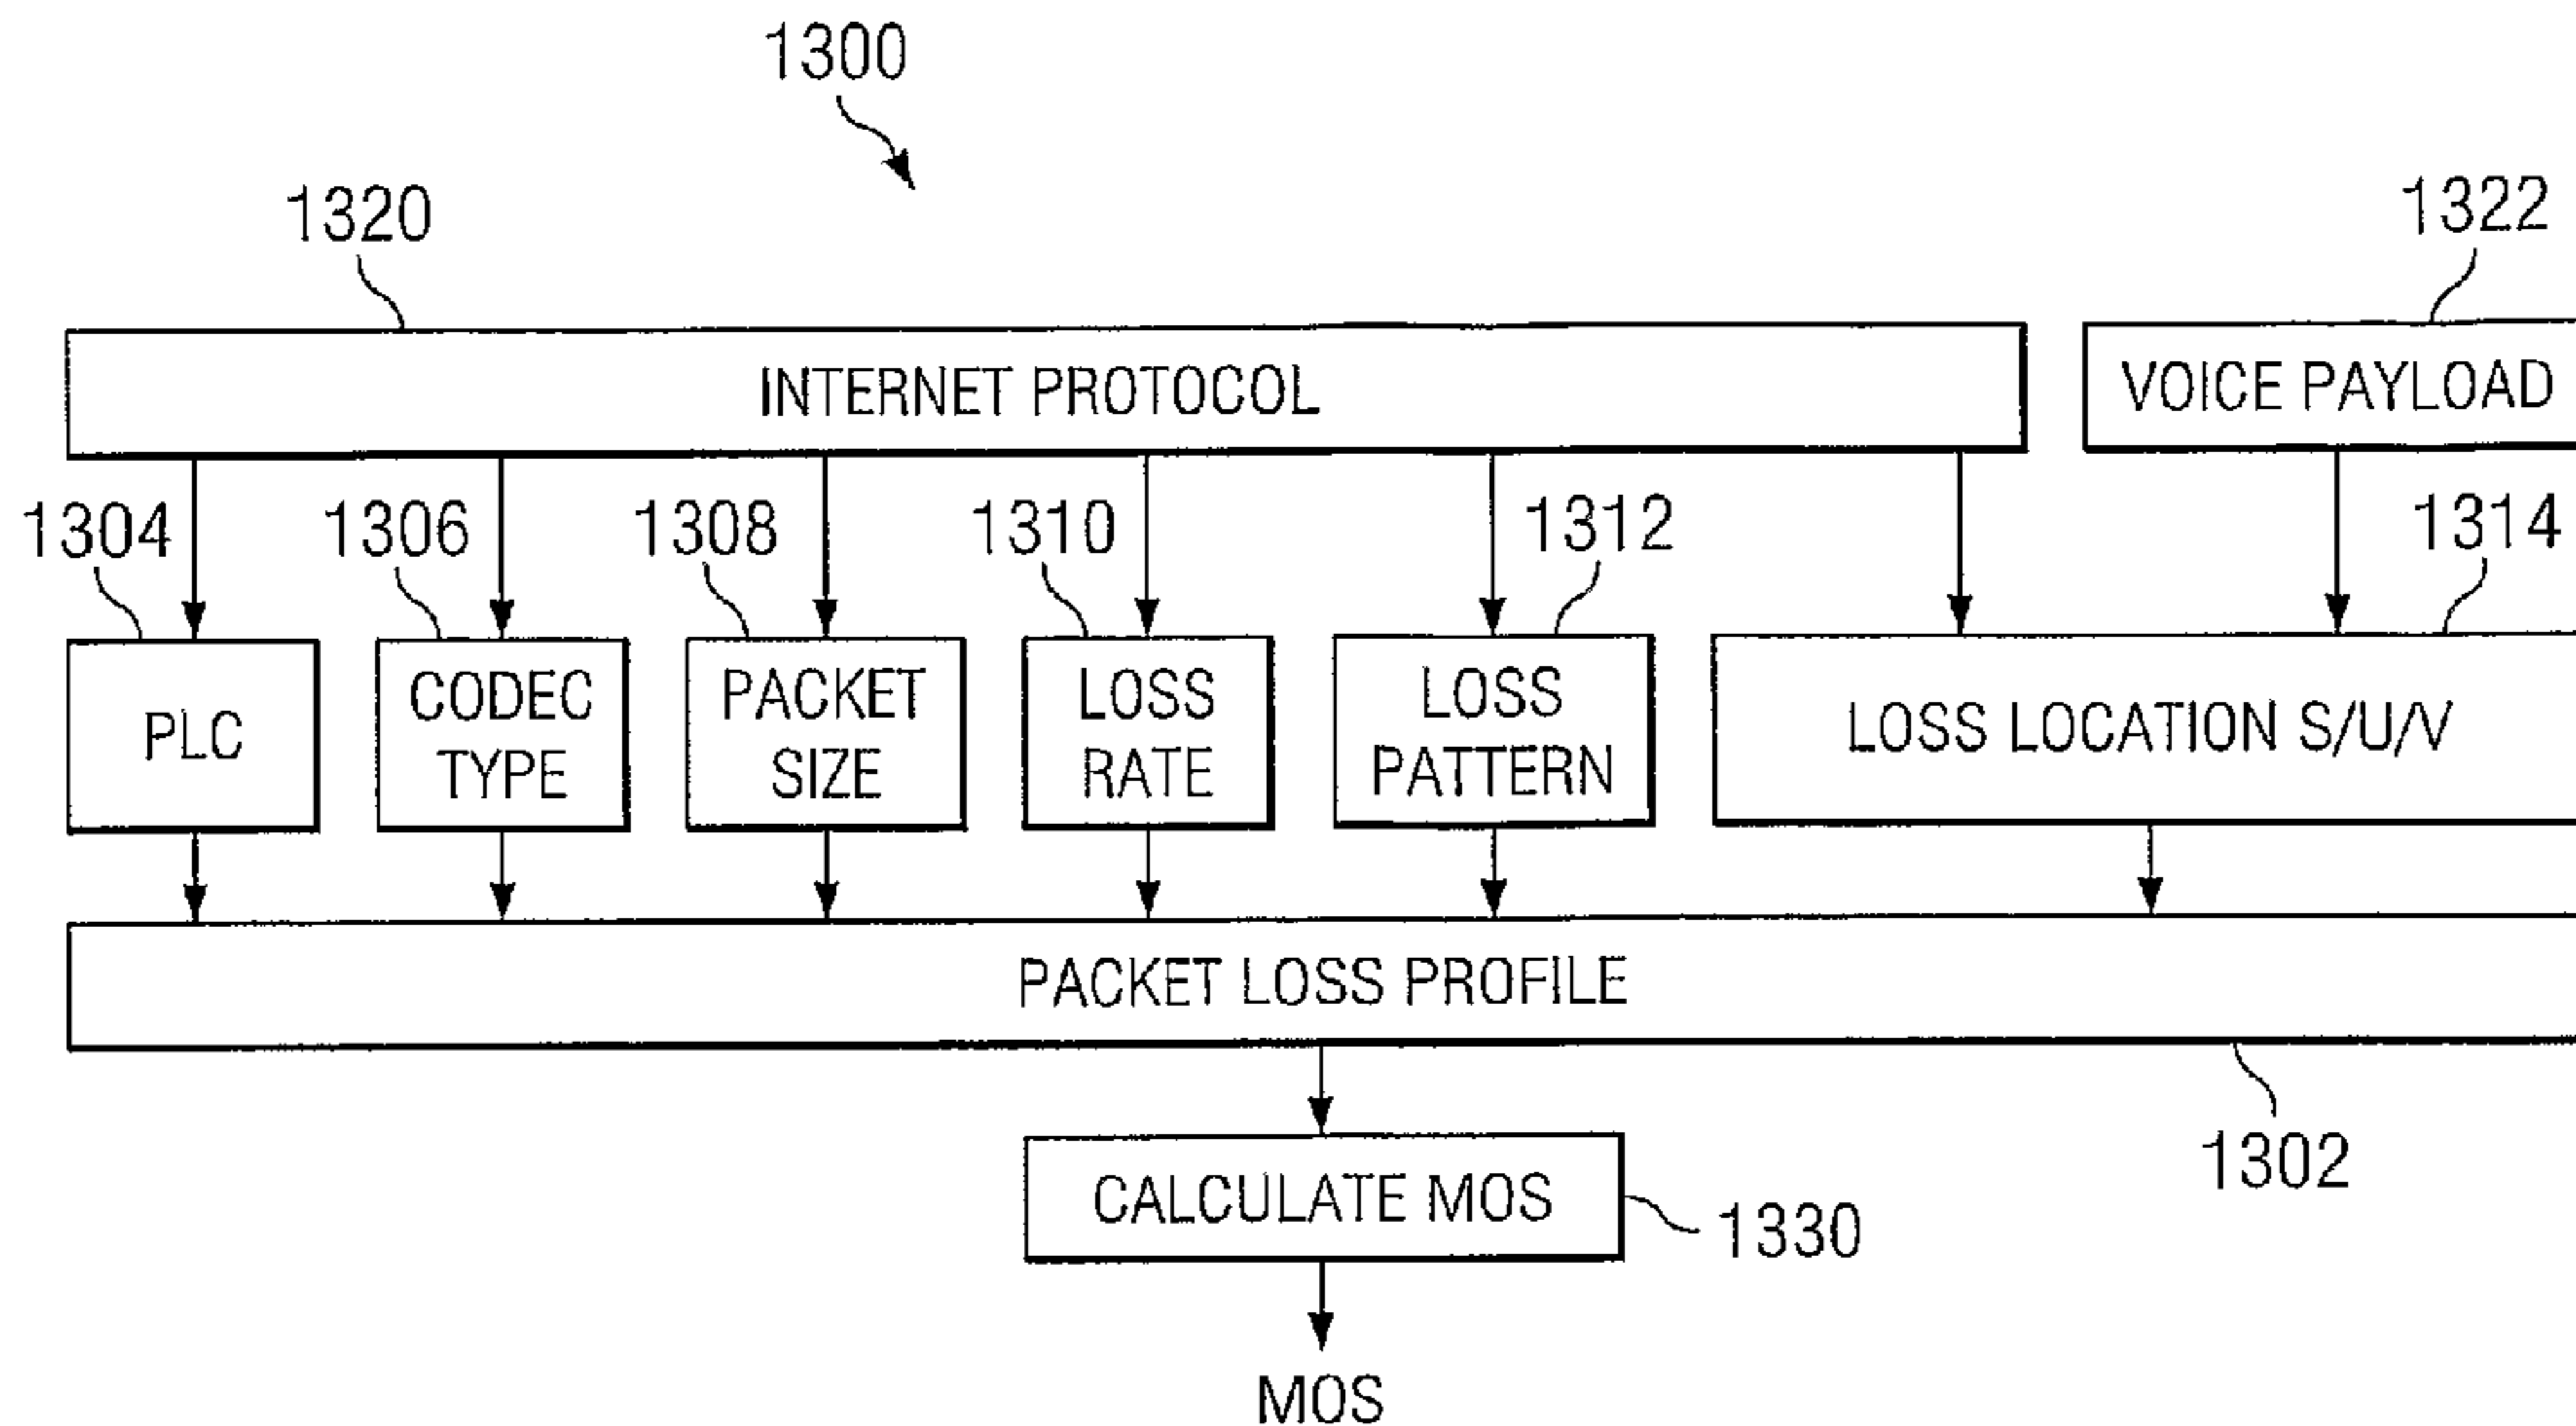 1300
1320
1322
INTERNET PROTOCOL
VOICE PAYLOAD
1304
1306
1308
1310
1312
1314
PLC
CODEC
TYPE
PACKET
SIZE
LOSS
RATE
LOSS
PATTERN
LOSS LOCATION S/U/V
PACKET LOSS PROFILE
1302
CALCULATE MOS
1330
MOS